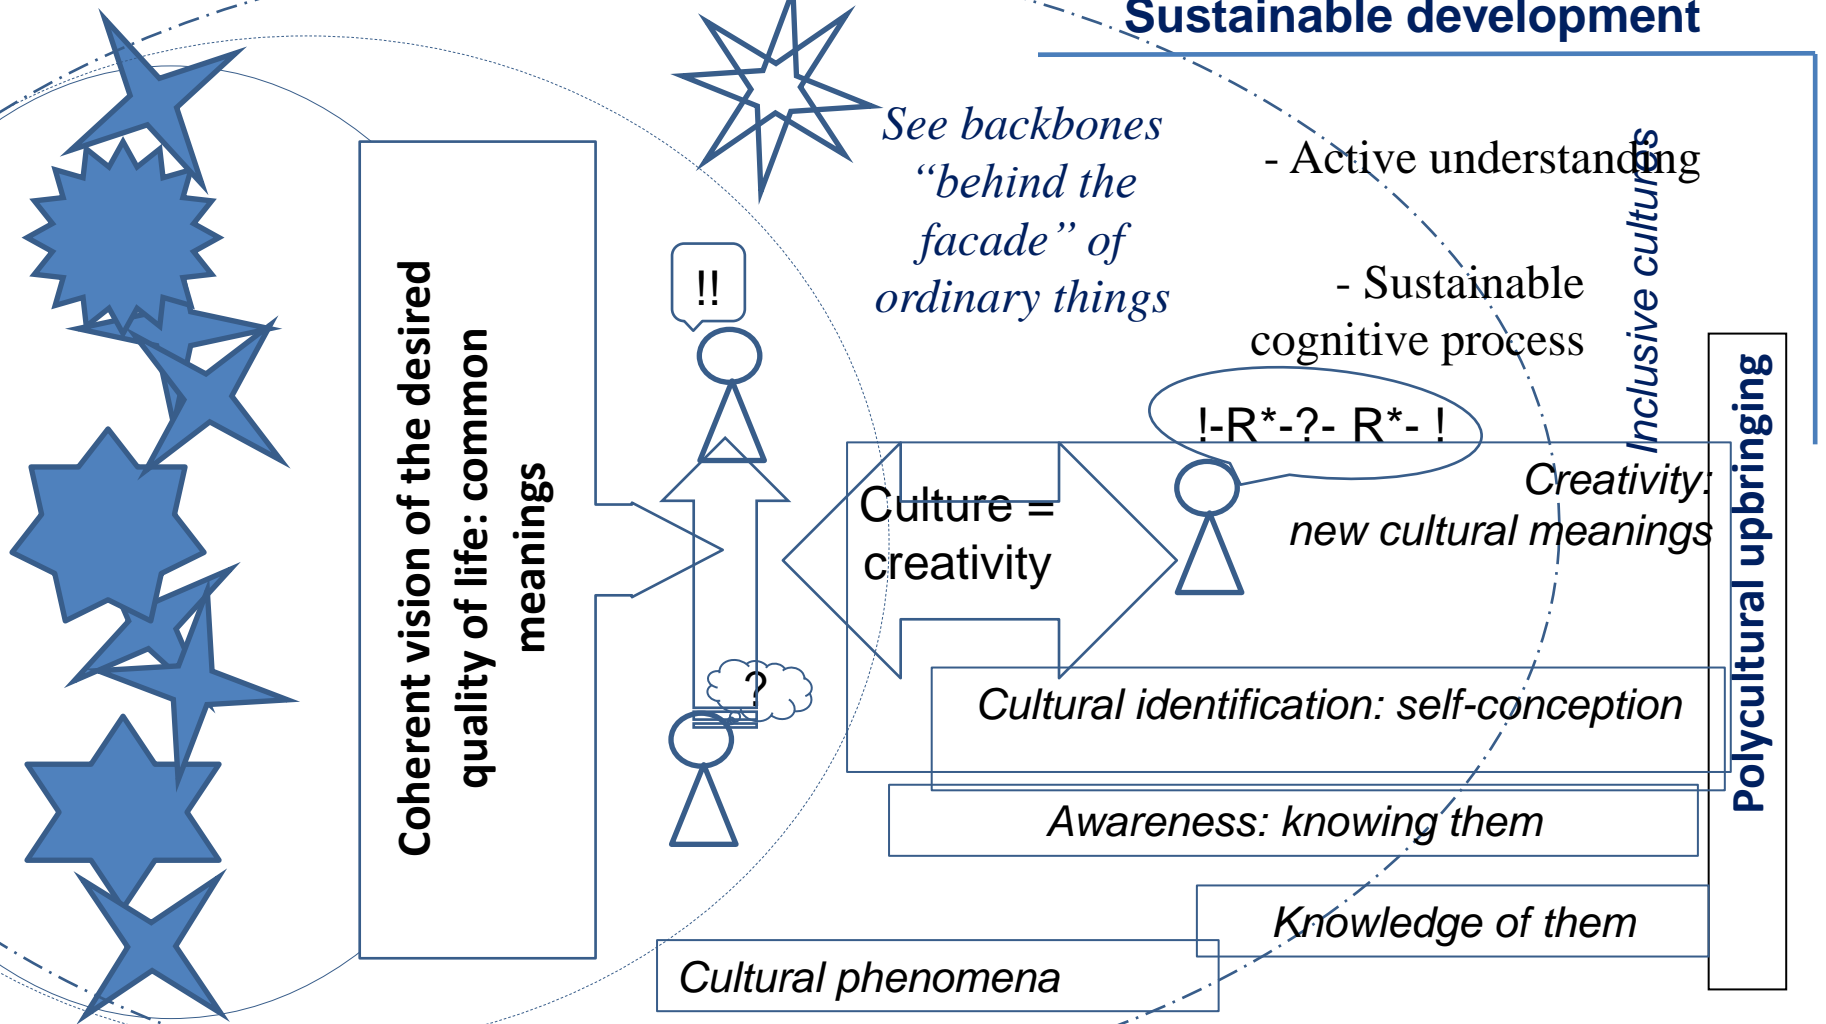 Sustainable development
See backbones
“behind the
facade” of
ordinary things
- Active understanding
- Sustainable
cognitive process
Inclusive cultures
Coherent vision of the desired
quality of life: common
meanings
!!
!-R*-?- R*- !
Culture =
creativity
Creativity:
new cultural meanings
Polycultural upbringing
?
Cultural identification: self-conception
Awareness: knowing them
Knowledge of them
Cultural phenomena